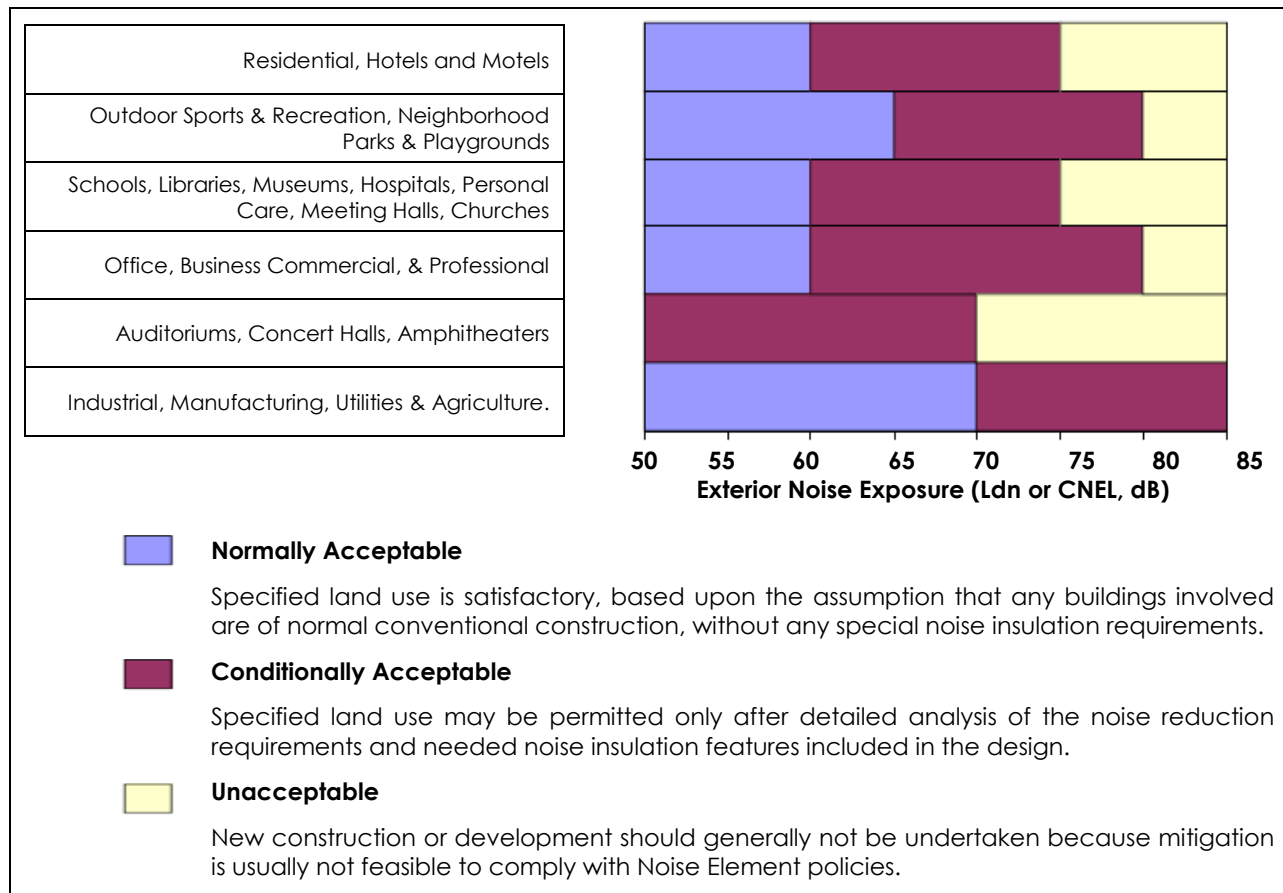 Residential, Hotels and Motels
Outdoor Sports & Recreation, Neighborhood
Parks & Playgrounds
Schools, Libraries, Museums, Hospitals, Personal
Care, Meeting Halls, Churches
Office, Business Commercial, & Professional
Auditoriums, Concert Halls, Amphitheaters
Industrial, Manufacturing, Utilities & Agriculture.
50 55 60 65 70 75 80 85
Exterior Noise Exposure (Ldn or CNEL, dB)
Normally Acceptable
Specified land use is satisfactory, based upon the assumption that any buildings involved
are of normal conventional construction, without any special noise insulation requirements.
Conditionally Acceptable
Specified land use may be permitted only after detailed analysis of the noise reduction
requirements and needed noise insulation features included in the design.
Unacceptable
New construction or development should generally not be undertaken because mitigation
is usually not feasible to comply with Noise Element policies.